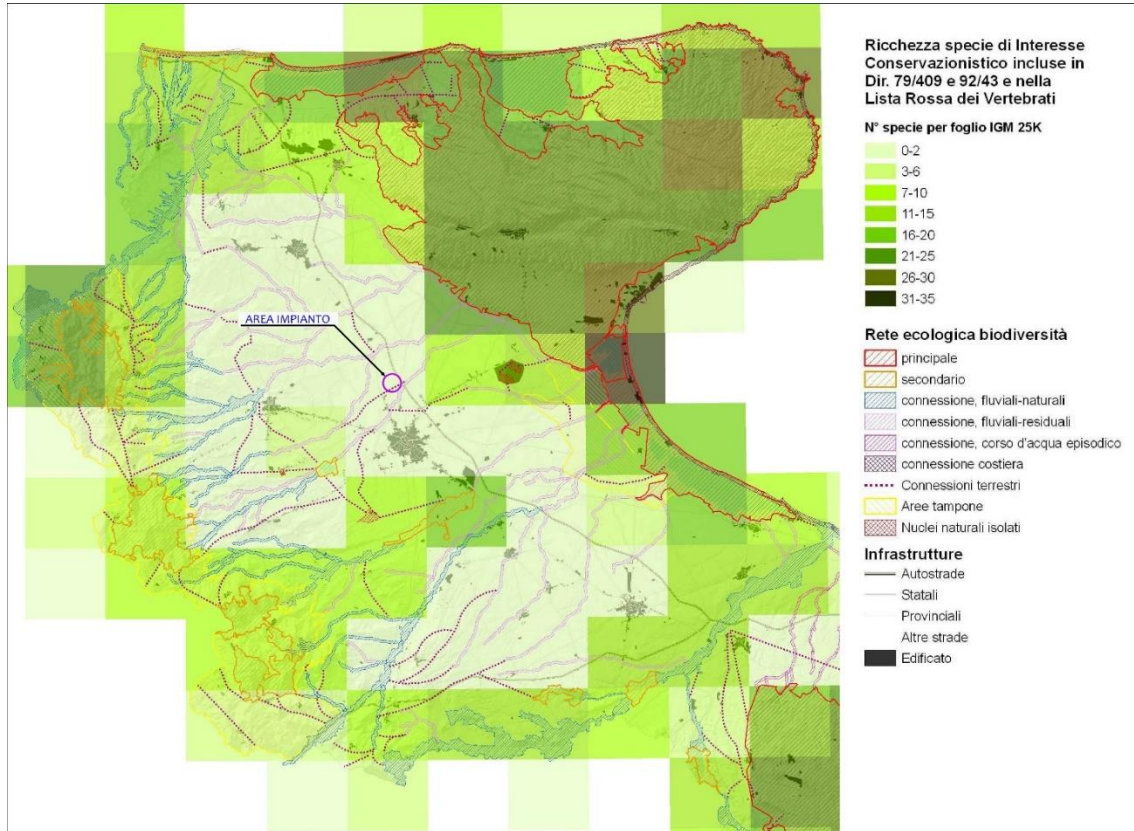 AREA IMPIANTO
Ricchezza specie di Interesse
Conservazionistico incluse in
Dir. 79/409 e 92/43 e nella
Lista Rossa dei Vertebrati
N° specie per foglio IGM 25K
0-2
3-6
7-10
11-15
16-20
21-25
26-30
31-35
Rete ecologica biodiversità
principale
secondario
connessione, fluviali-naturali
connessione, fluviali-residuali
connessione, corso d'acqua episodico
connessione costiera
Connessioni terrestri
Aree tampone
Nuclei naturali isolati
Infrastrutture
Autostrade
Statali
Provinciali
Altre strade
Edificato